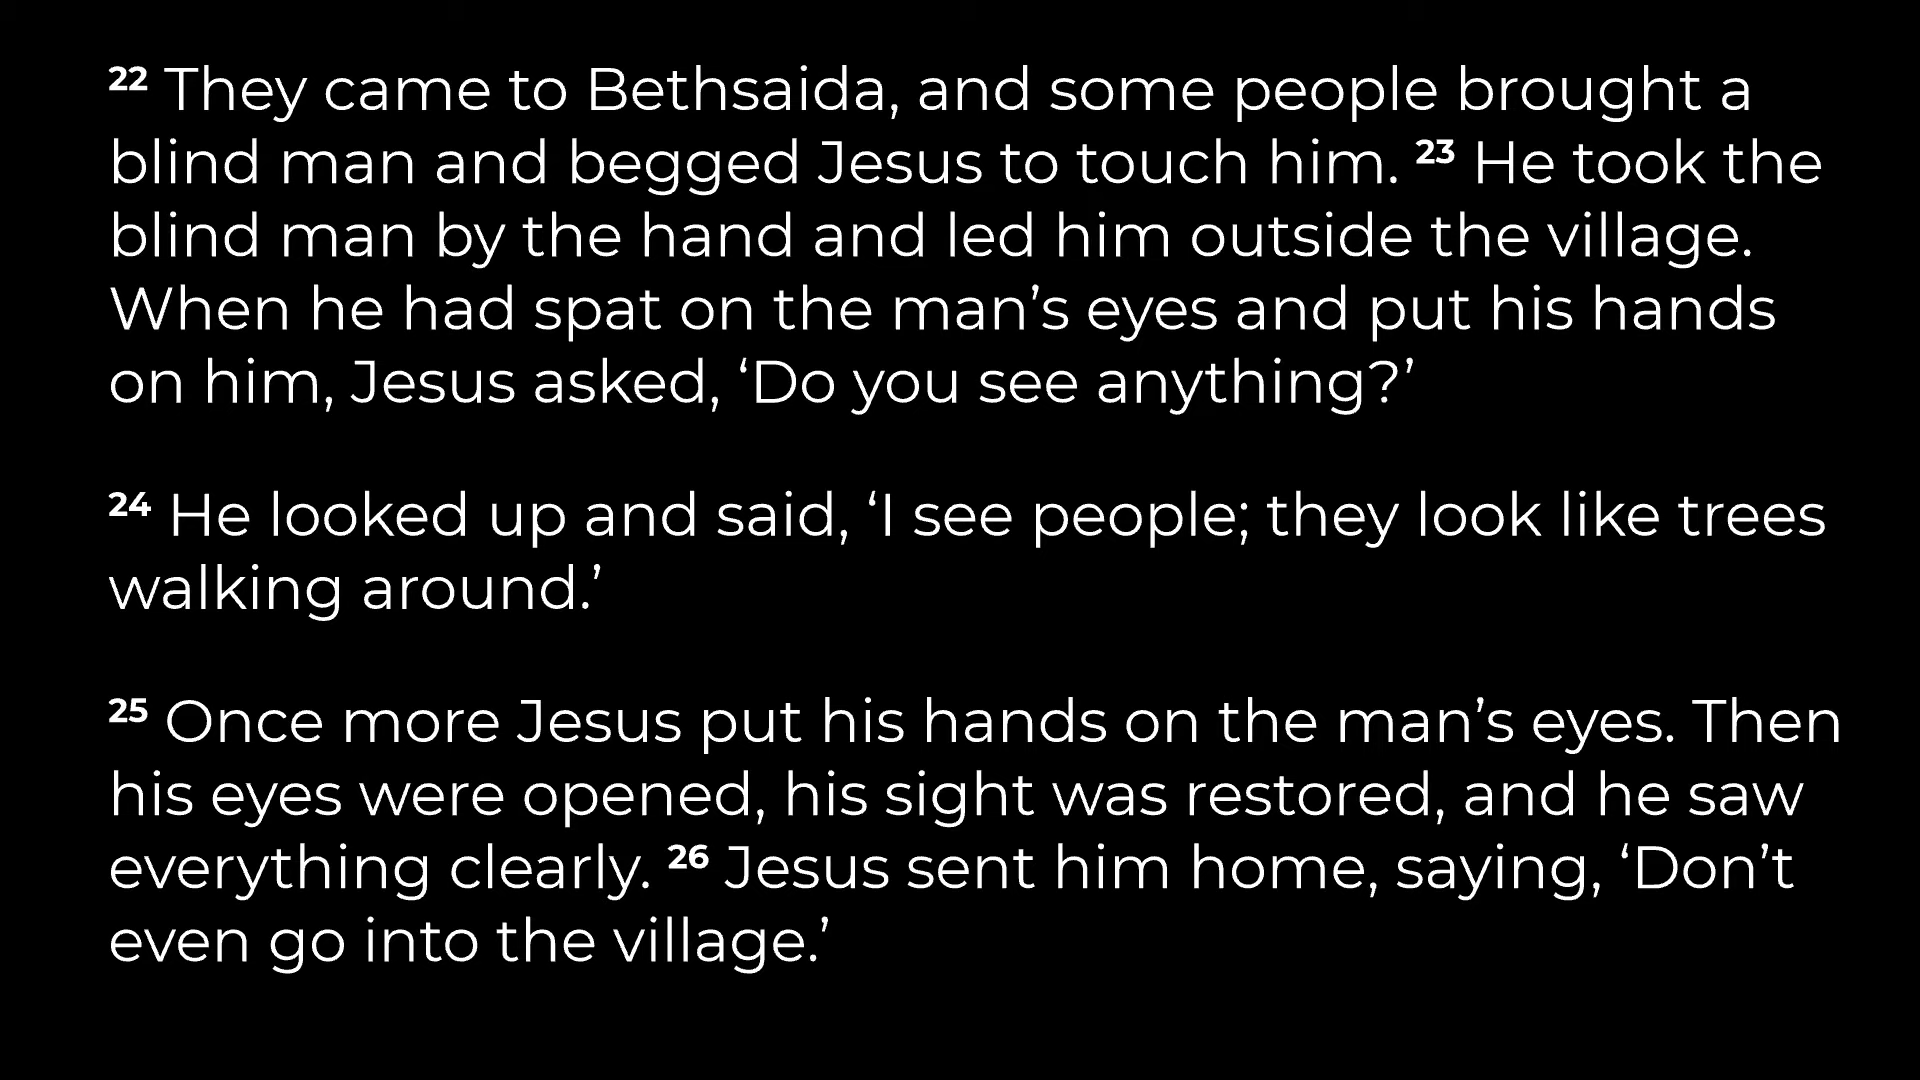 22 They came to Bethsaida, and some people brought a
blind man and begged Jesus to touch him. 23 He took the
blind man by the hand and led him outside the village.
When he had spat on the man’s eyes and put his hands
on him, Jesus asked, ‘Do you see anything?’
24 He looked up and said, ‘I see people; they look like trees
walking around.’
25 Once more Jesus put his hands on the man’s eyes. Then
his eyes were opened, his sight was restored, and he saw
everything clearly. 26 Jesus sent him home, saying, ‘Don’t
even go into the village.’